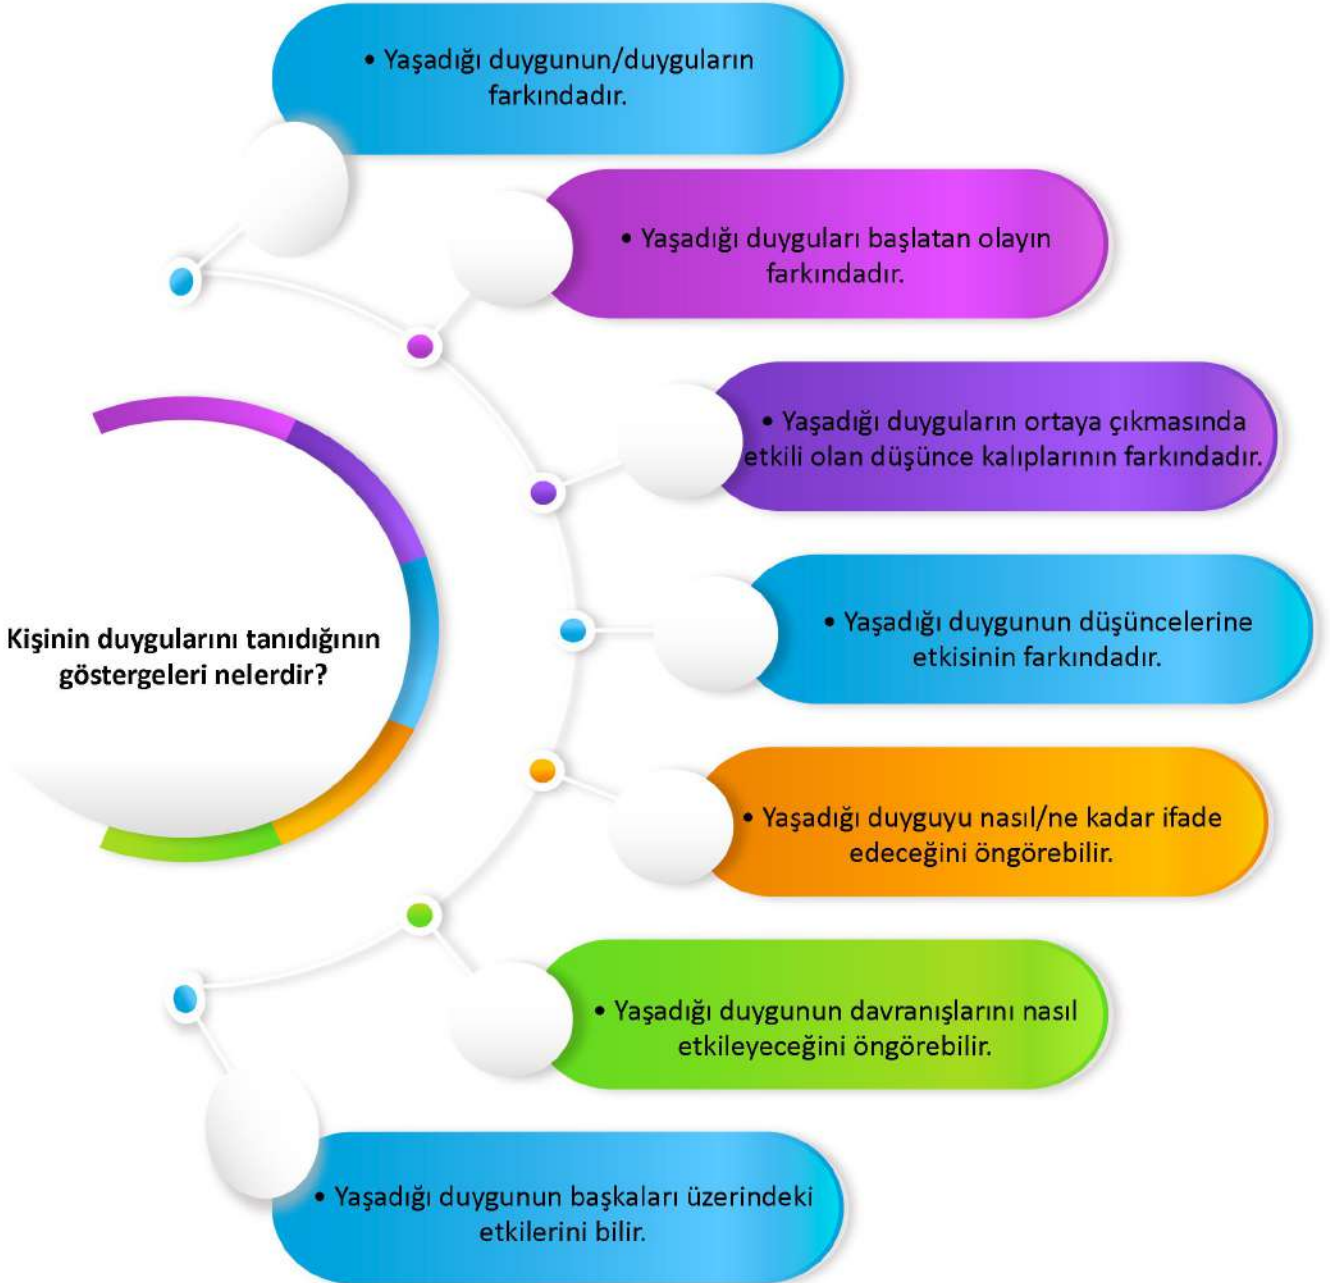 • Yaşadığı duygunun/duyguların
farkındadır.
• Yaşadığı duyguları başlatan olayın
farkındadır.
• Yaşadığı duyguların ortaya çıkmasında
etkili olan düşünce kalıplarının farkındadır.
Kişinin duygularını tanıdığının
göstergeleri nelerdir?
• Yaşadığı duygunun düşüncelerine
etkisinin farkındadır.
• Yaşadığı duyguyu nasıl/ne kadar ifade
edeceğini öngörebilir.
• Yaşadığı duygunun davranışlarını nasıl
etkileyeceğini öngörebilir.
• Yaşadığı duygunun başkaları üzerindeki
etkilerini bilir.